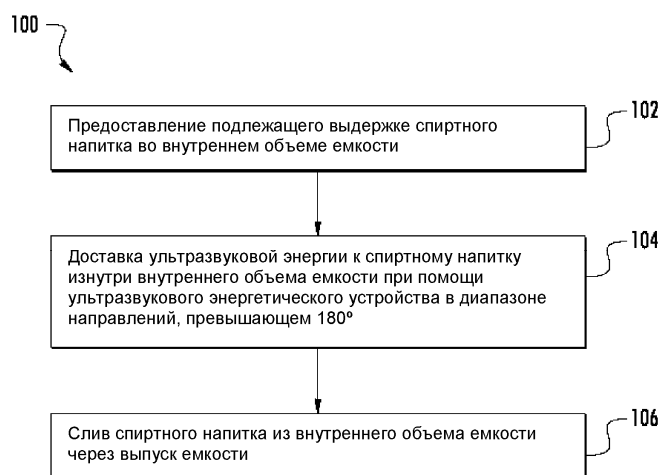 100
102
Предоставление подлежащего выдержке спиртного
напитка во внутреннем объеме емкости
104
Доставка ультразвуковой энергии к спиртному напитку
изнутри внутреннего объема емкости при помощи
ультразвукового энергетического устройства в диапазоне
направлений, превышающем 180º
106
Слив спиртного напитка из внутреннего объема емкости
через выпуск емкости